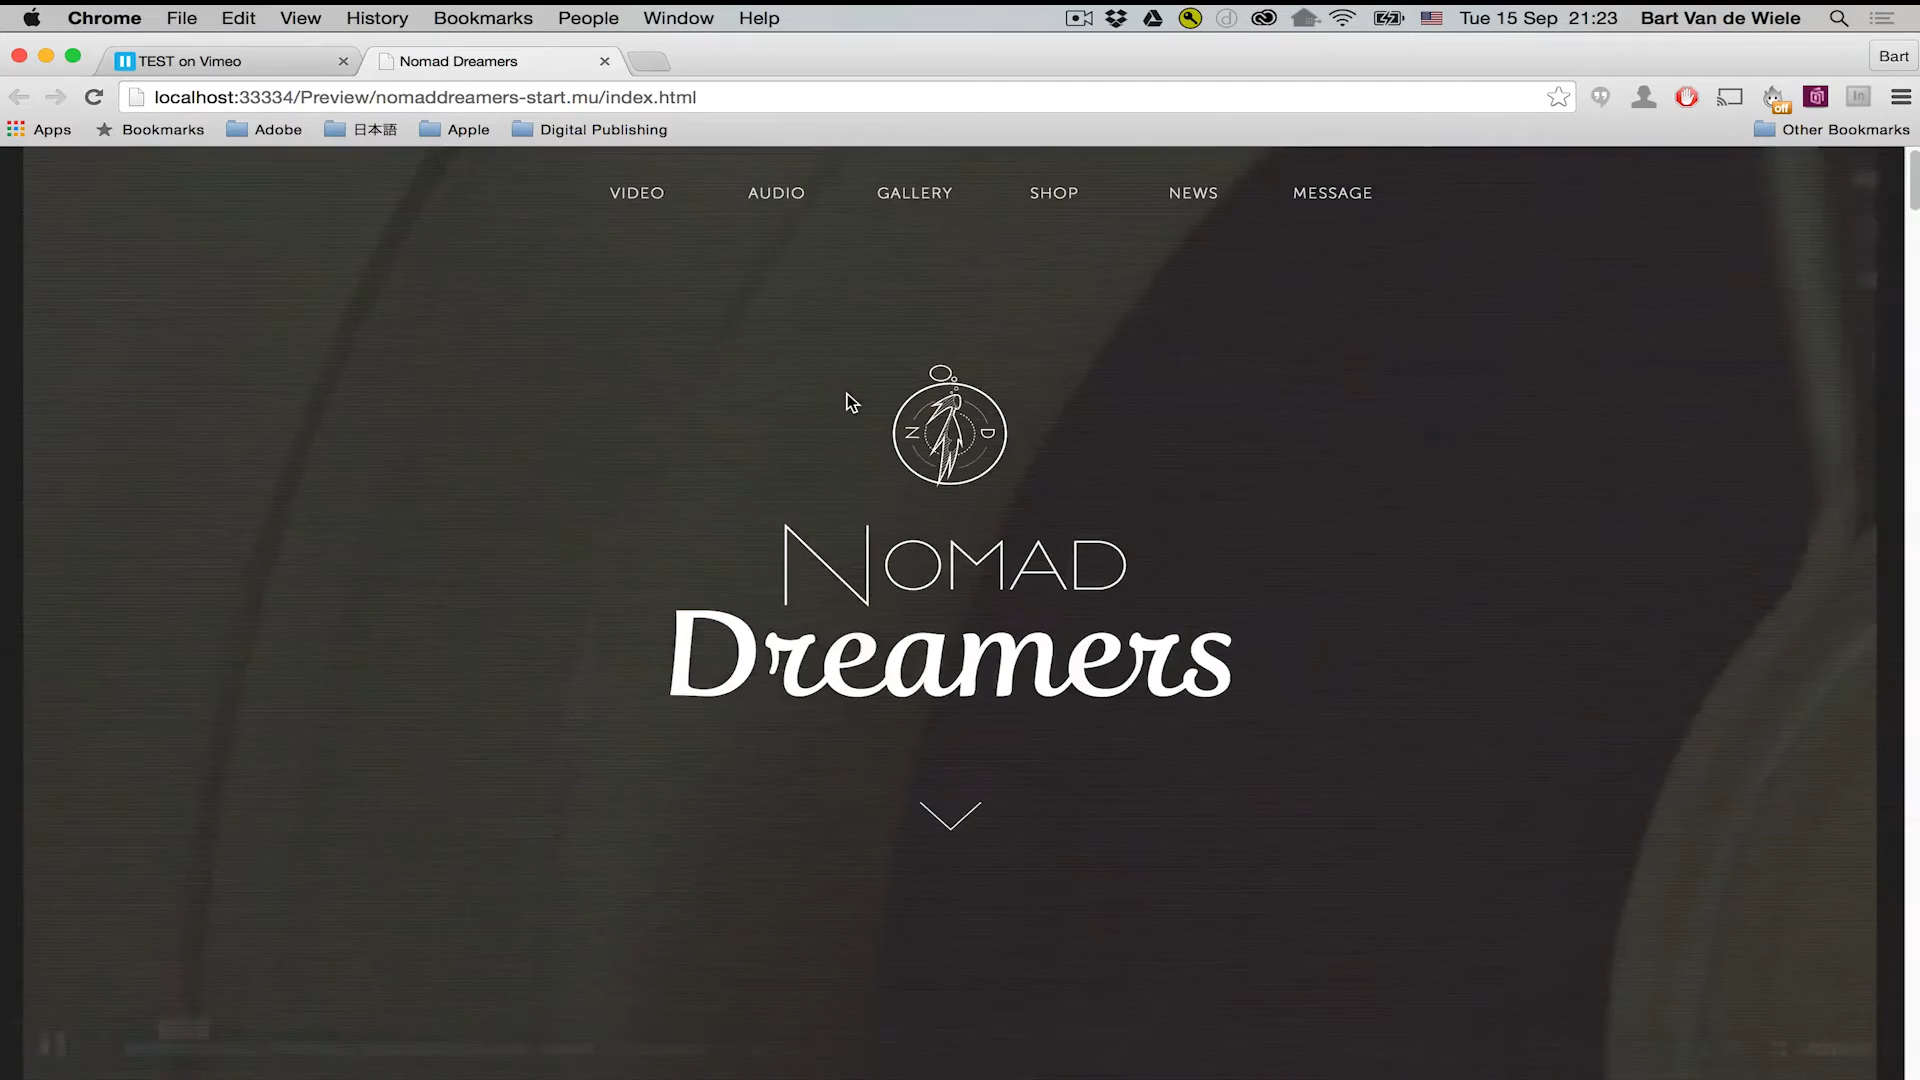 Chrome File Edit View History Bookmarks People Window Help Tue 15 Sep 21:23 Bart Van de Wiele
TEST on Vimeo Nomad Dreamers Bart
localhost:33334/Preview/nomaddreamers-start.mu/index.html
Apps Bookmarks Adobe 日本語 Apple Digital Publishing Other Bookmarks
VIDEO AUDIO GALLERY SHOP NEWS MESSAGE
N D
NOMAD
Dreamers